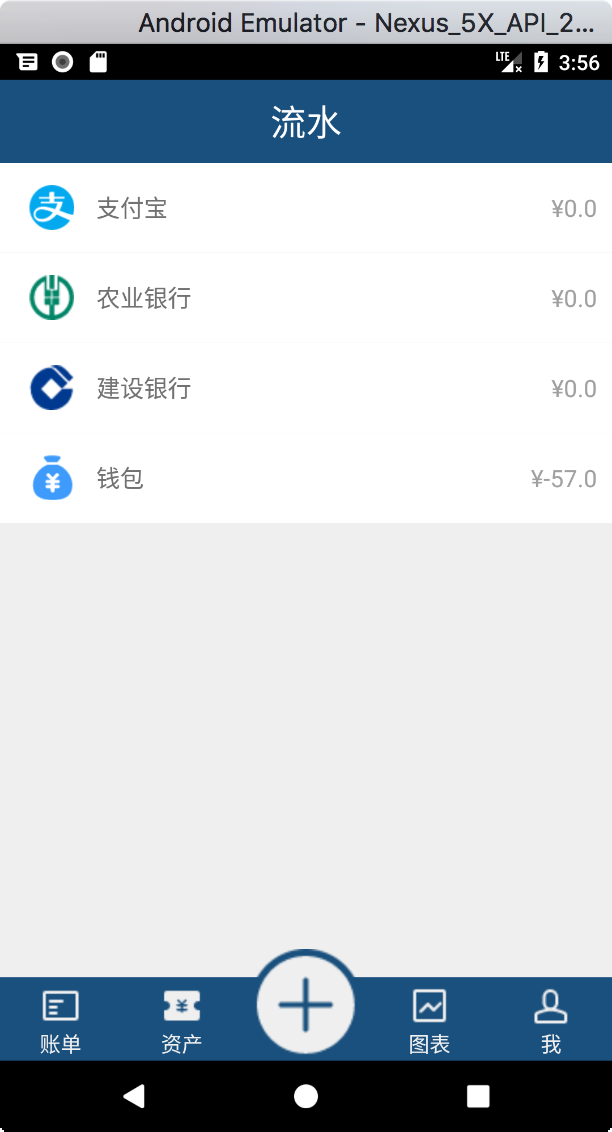 Android Emulator - Nexus_5X_API_2...
LTE 3:56
流水
支付宝 ¥0.0
农业银行 ¥0.0
建设银行 ¥0.0
钱包 ¥-57.0
账单 资产 图表 我